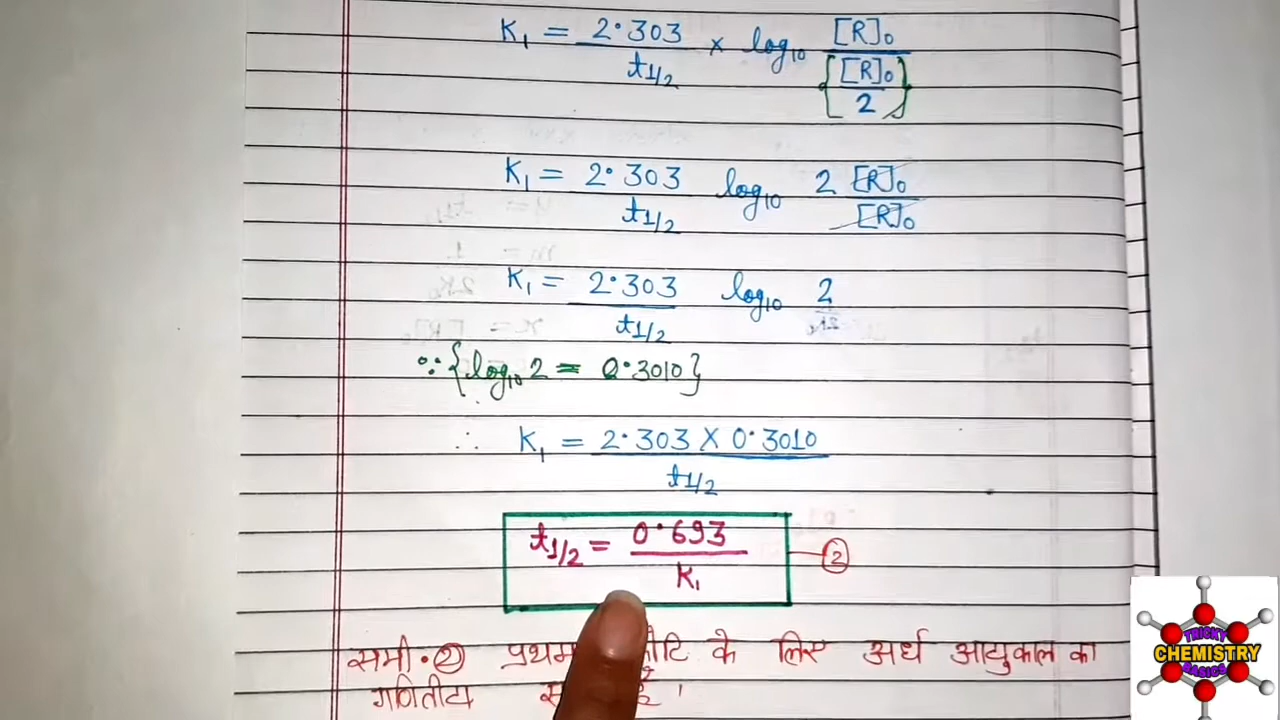 K₁ = 2.303 / t1/2 × log₁₀ [R]₀ / {[R]₀ / 2}
K₁ = 2.303 / t1/2 log₁₀ 2 [R]₀ / [R]₀
K₁ = 2.303 / t1/2 log₁₀ 2
∵ {log₁₀ 2 = 0.3010}
∴ K₁ = 2.303 X 0.3010 / t1/2
t1/2 = 0.693 / K₁ — ②
समी.② प्रथम कोटि के लिए अर्ध आयुकाल का
गणितीय
TRICKY
CHEMISTRY
BASICS